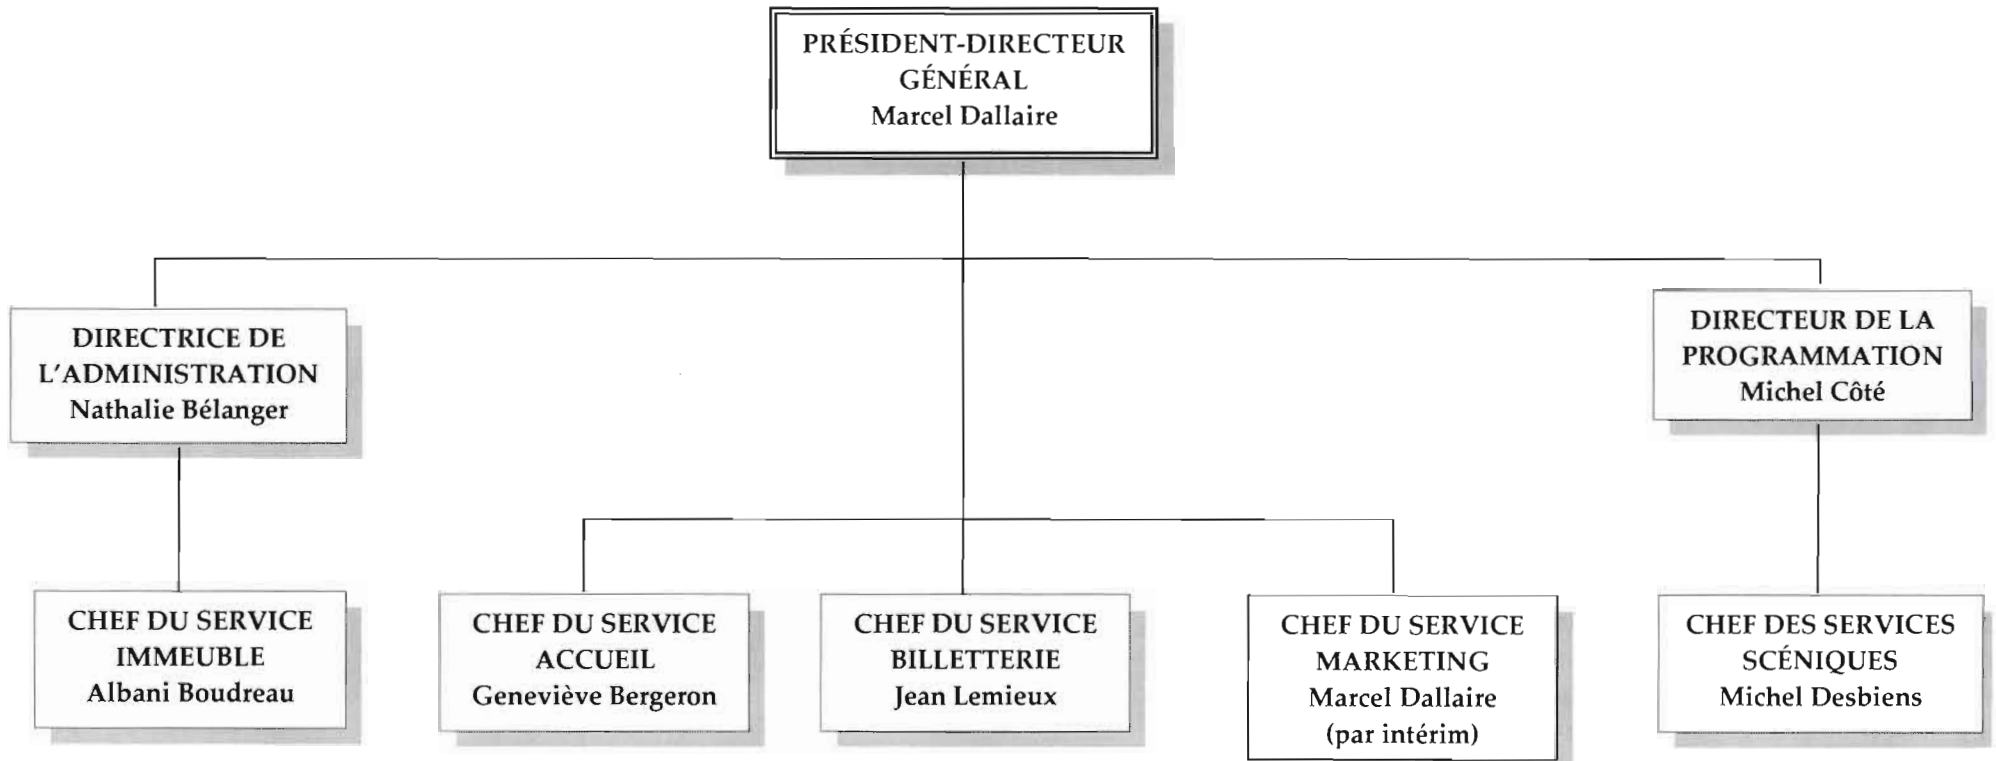 PRÉSIDENT-DIRECTEUR
GÉNÉRAL
Marcel Dallaire
DIRECTRICE DE
L'ADMINISTRATION
Nathalie Bélanger
DIRECTEUR DE LA
PROGRAMMATION
Michel Côté
CHEF DU SERVICE
IMMEUBLE
Albani Boudreau
CHEF DU SERVICE
ACCUEIL
Geneviève Bergeron
CHEF DU SERVICE
BILLETTERIE
Jean Lemieux
CHEF DU SERVICE
MARKETING
Marcel Dallaire
(par intérim)
CHEF DES SERVICES
SCÉNIQUES
Michel Desbiens